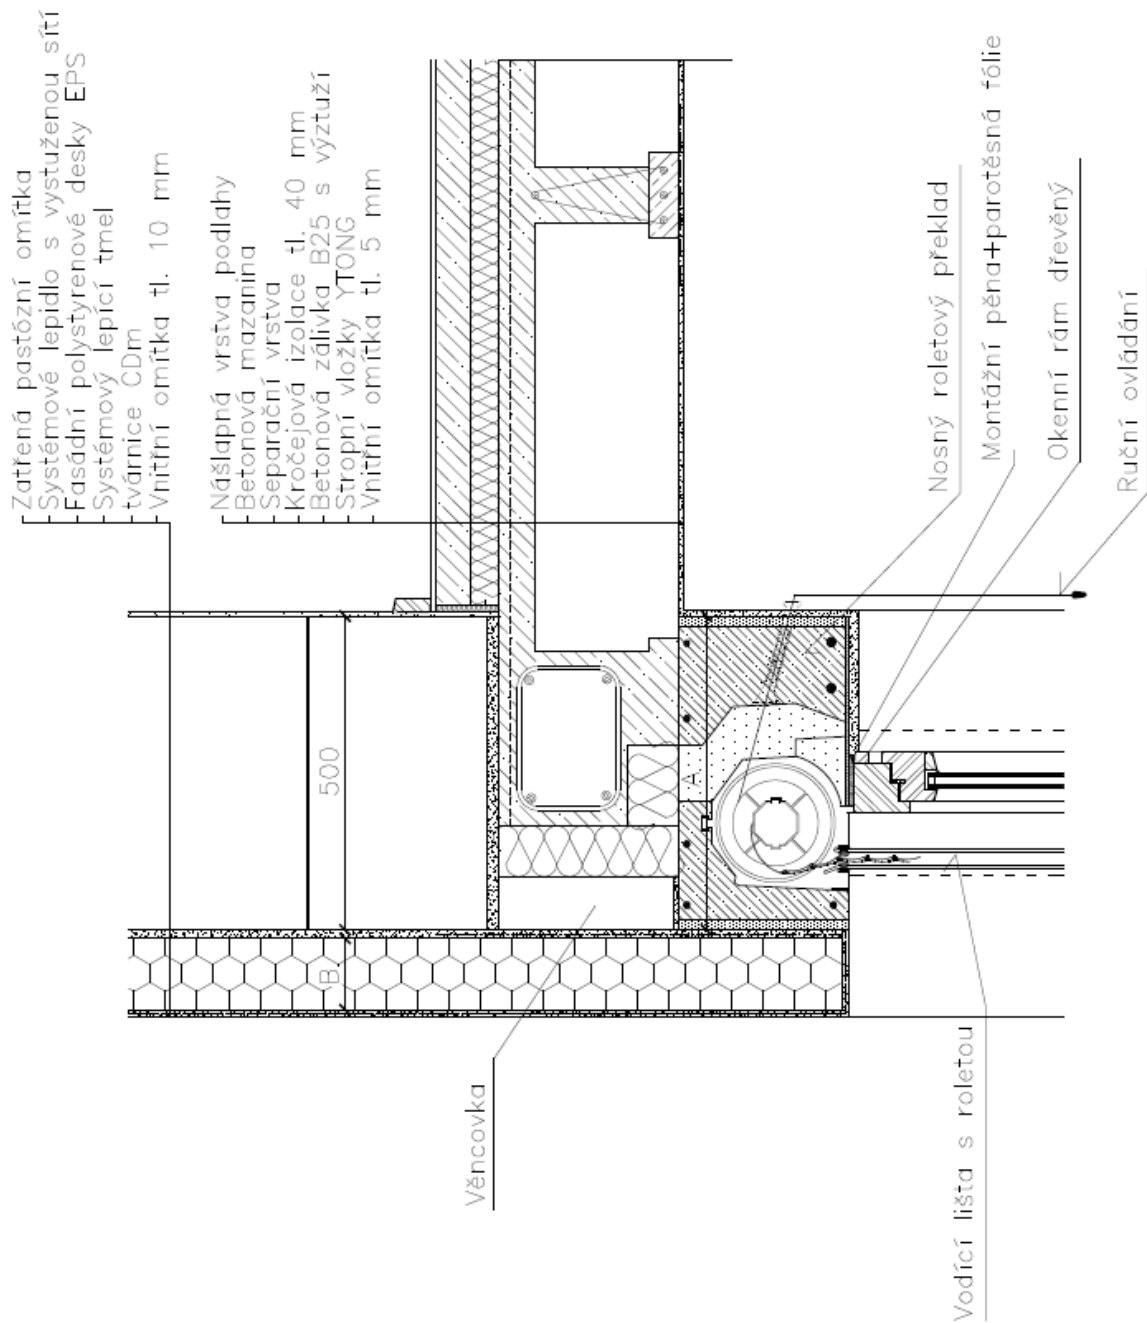 Zatřená pastózní omítka
Systémové lepidlo s vystuženou sítí
Fasádní polystyrenové desky EPS
Systémový lepící tmel
tvárnice CDm
Vnitřní omítka tl. 10 mm
Nášlapná vrstva podlahy
Betonová mazanina
Separační vrstva
Kročejová izolace tl. 40 mm
Betonová zálivka B25 s výztuží
Stropní vložky YTONG
Vnitřní omítka tl. 5 mm
500
B
A
Věncovka
Nosný roletový překlad
Montážní pěna+parotěsná fólie
Okenní rám dřevěný
Ruční ovládání
Vodící lišta s roletou